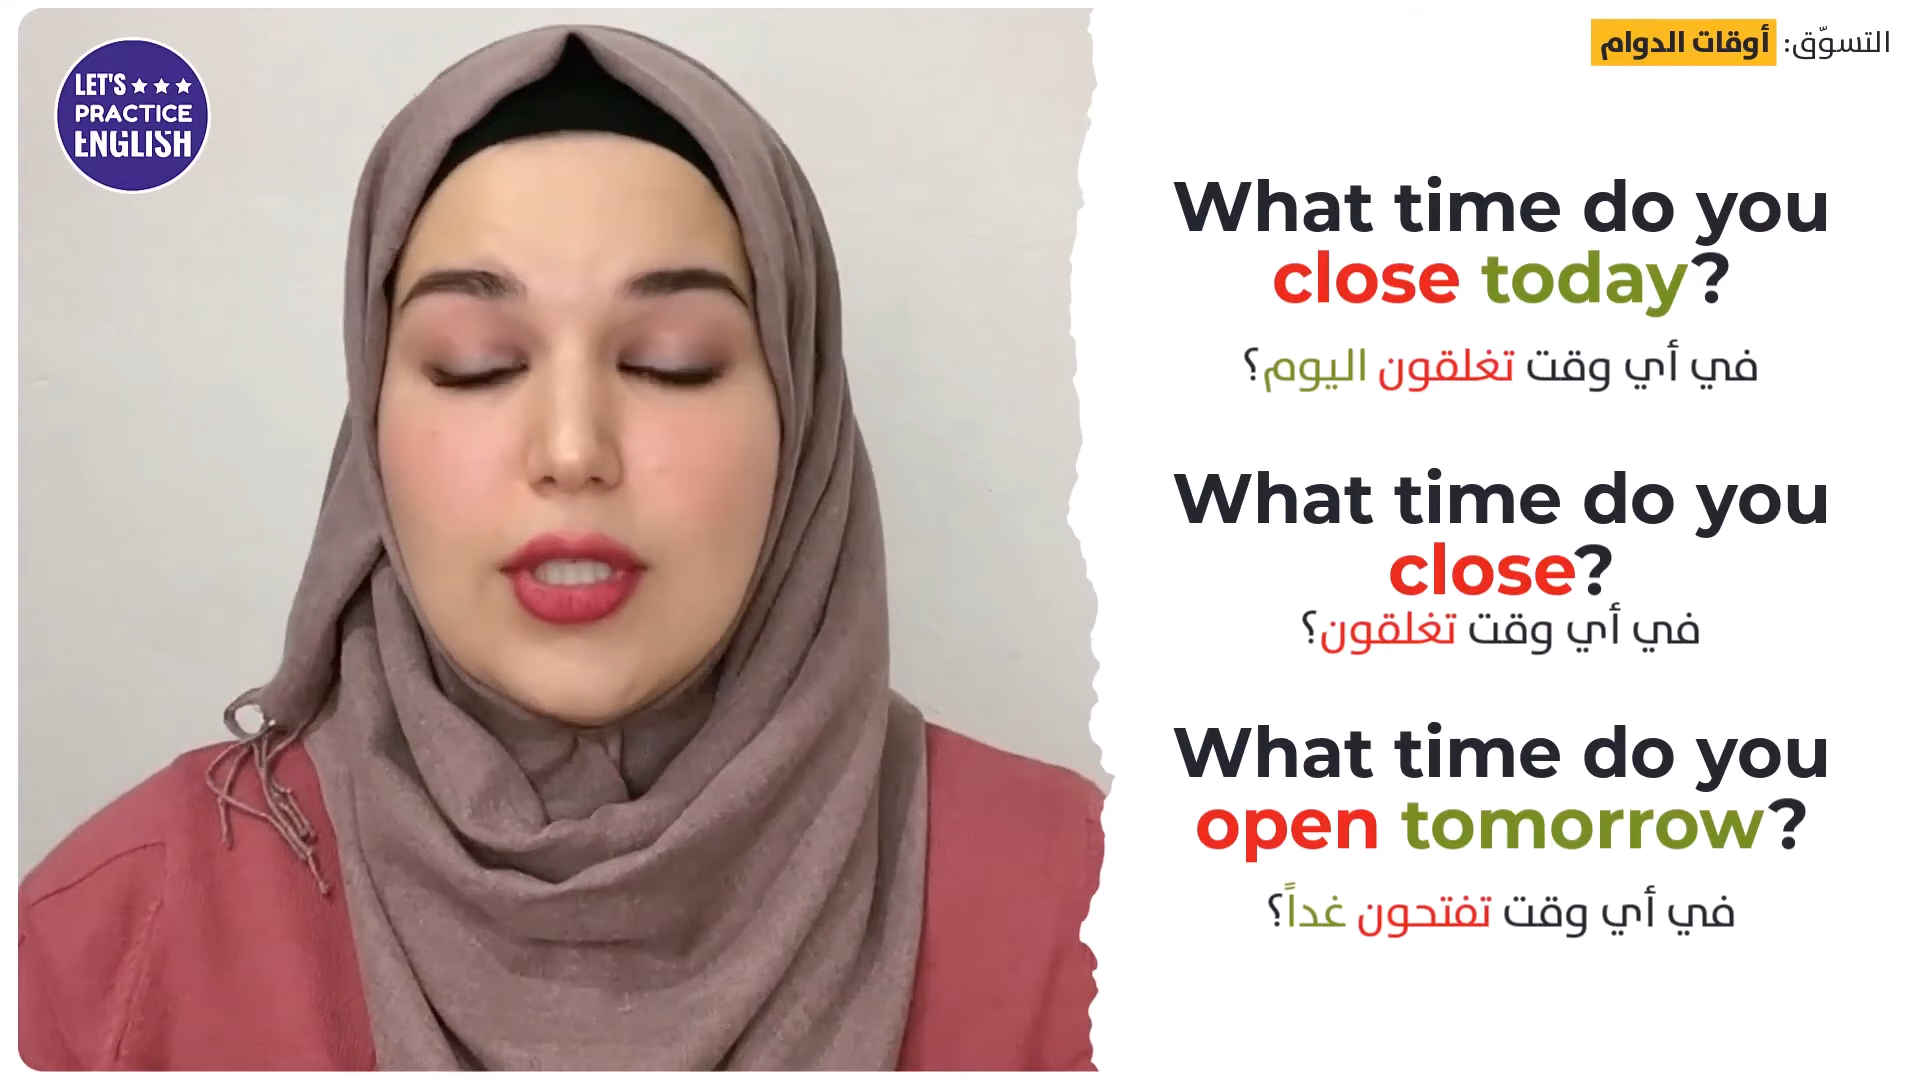 LET'S
PRACTICE
ENGLISH
التسوّق: أوقات الدوام
What time do you
close today?
في أي وقت تغلقون اليوم؟
What time do you
close?
في أي وقت تغلقون؟
What time do you
open tomorrow?
في أي وقت تفتحون غداً؟